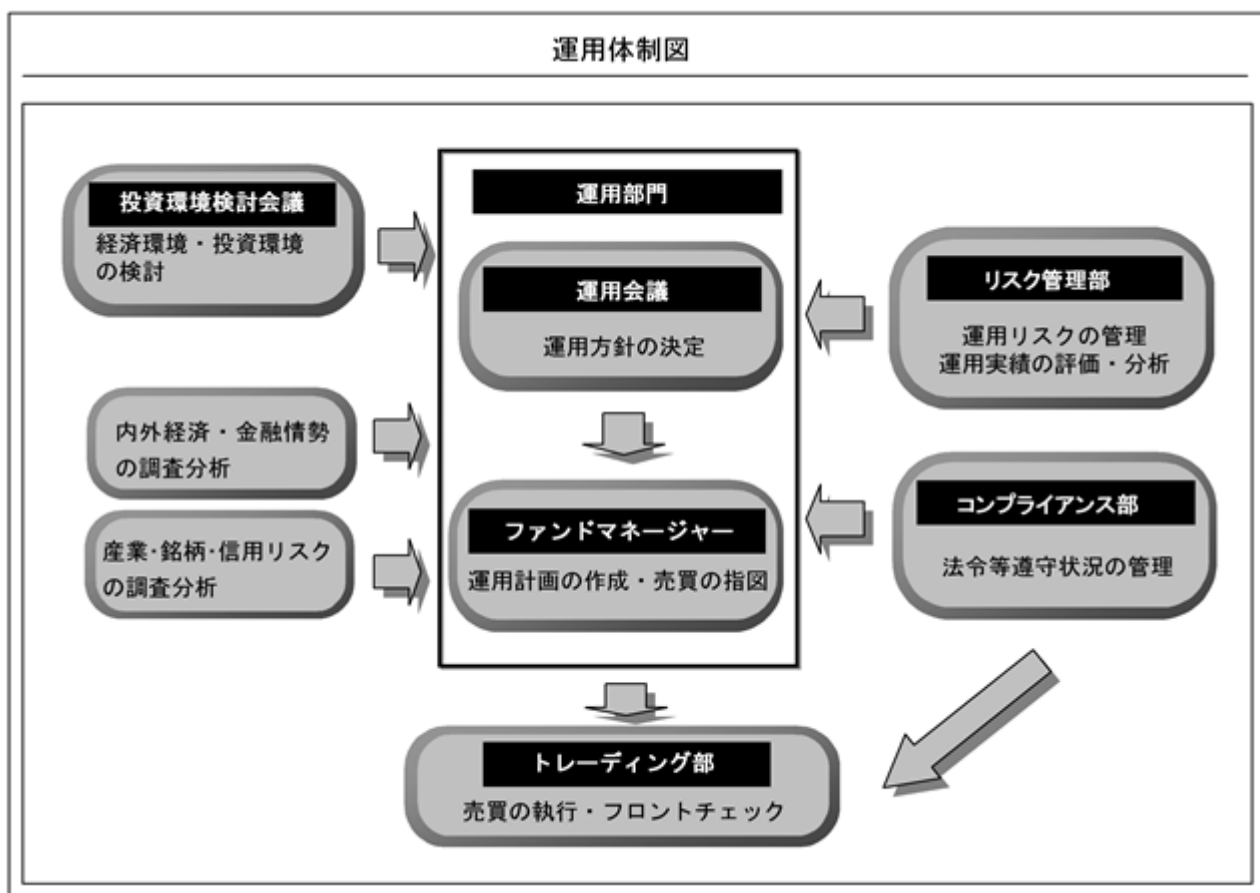 運用体制図
投資環境検討会議
経済環境・投資環境
の検討
内外経済・金融情勢
の調査分析
産業・銘柄・信用リスク
の調査分析
運用部門
運用会議
運用方針の決定
ファンドマネージャー
運用計画の作成・売買の指図
リスク管理部
運用リスクの管理
運用実績の評価・分析
コンプライアンス部
法令等遵守状況の管理
トレーディング部
売買の執行・フロントチェック